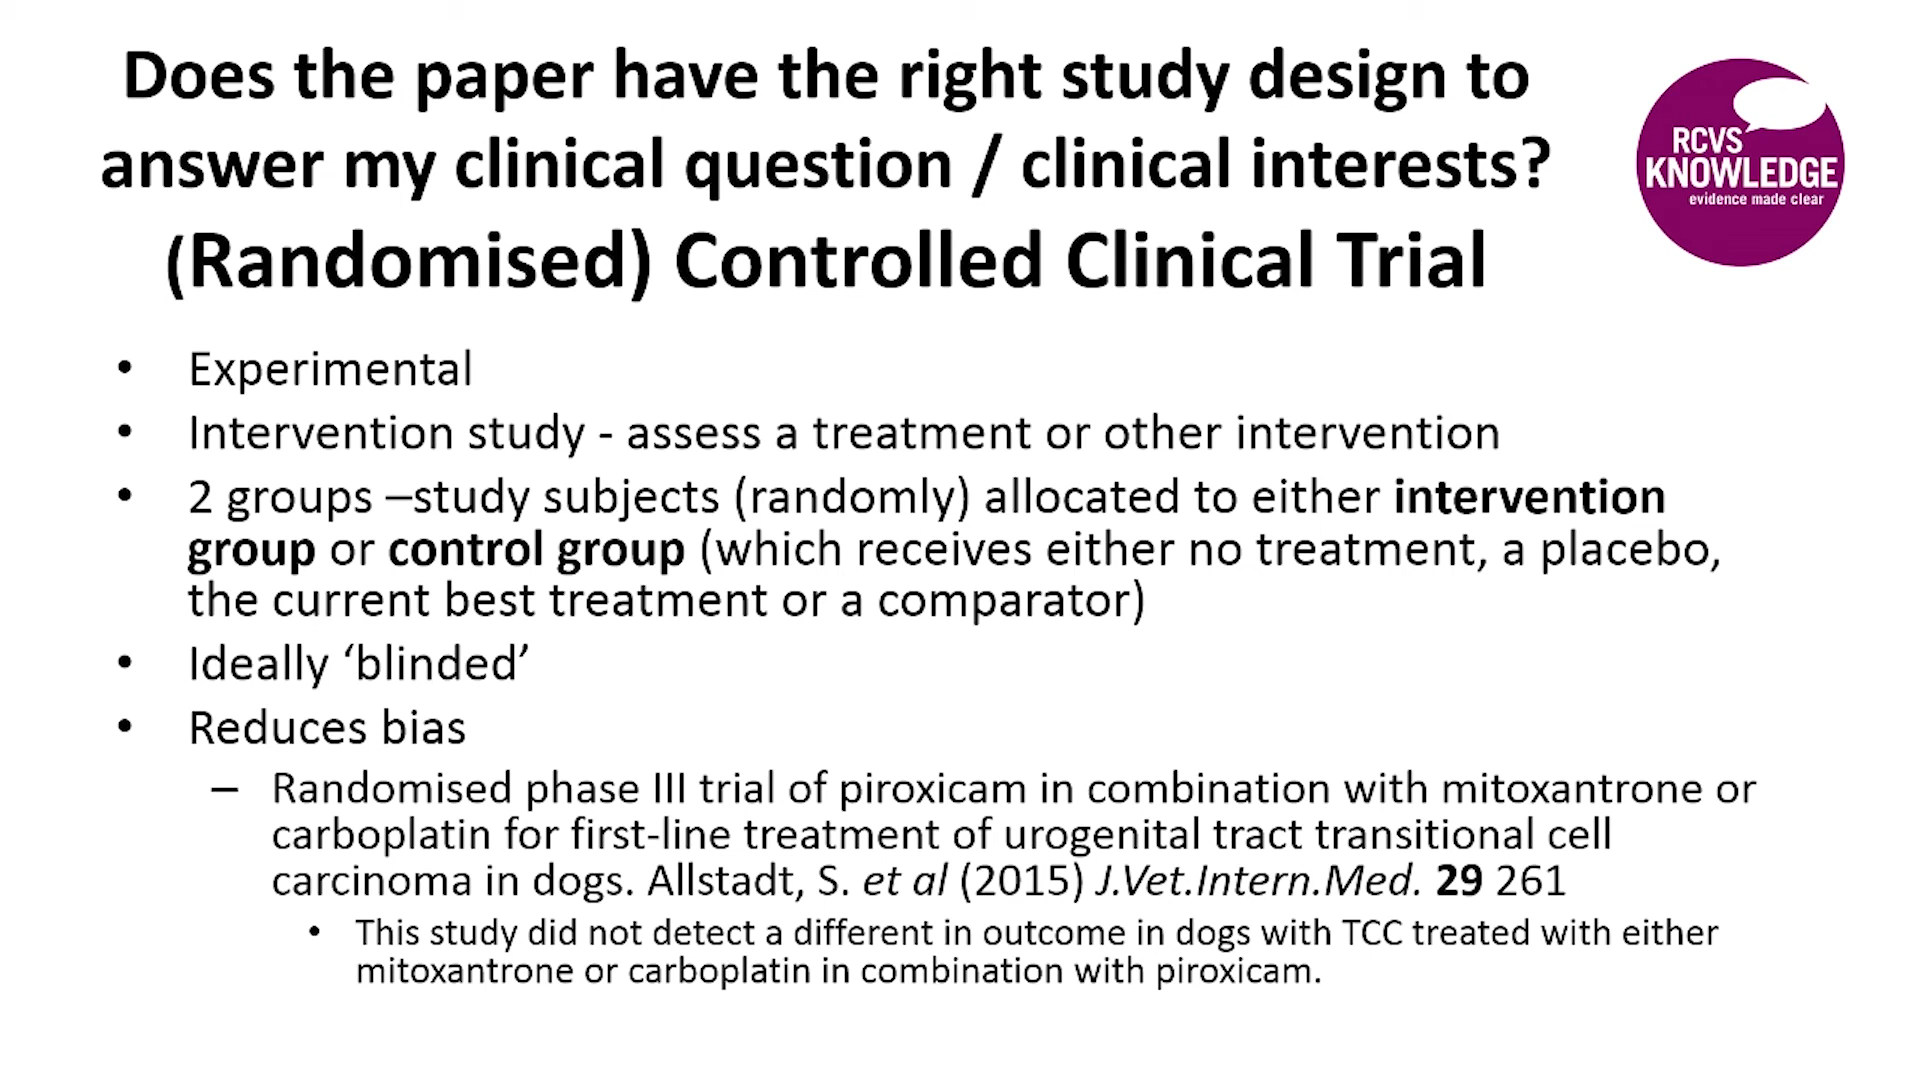 Does the paper have the right study design to
answer my clinical question / clinical interests?
(Randomised) Controlled Clinical Trial
RCVS
KNOWLEDGE
evidence made clear
• Experimental
• Intervention study - assess a treatment or other intervention
• 2 groups –study subjects (randomly) allocated to either intervention
group or control group (which receives either no treatment, a placebo,
the current best treatment or a comparator)
• Ideally ‘blinded’
• Reduces bias
– Randomised phase III trial of piroxicam in combination with mitoxantrone or
carboplatin for first-line treatment of urogenital tract transitional cell
carcinoma in dogs. Allstadt, S. et al (2015) J.Vet.Intern.Med. 29 261
• This study did not detect a different in outcome in dogs with TCC treated with either
mitoxantrone or carboplatin in combination with piroxicam.